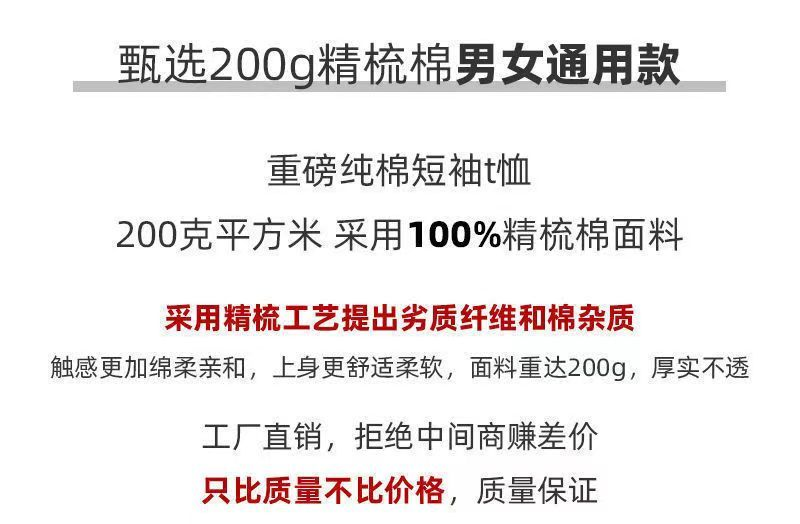 甄选200g精梳棉男女通用款
重磅纯棉短袖t恤
200克平方米 采用100%精梳棉面料
采用精梳工艺提出劣质纤维和棉杂质
触感更加绵柔亲和，上身更舒适柔软，面料重达200g，厚实不透
工厂直销，拒绝中间商赚差价
只比质量不比价格，质量保证